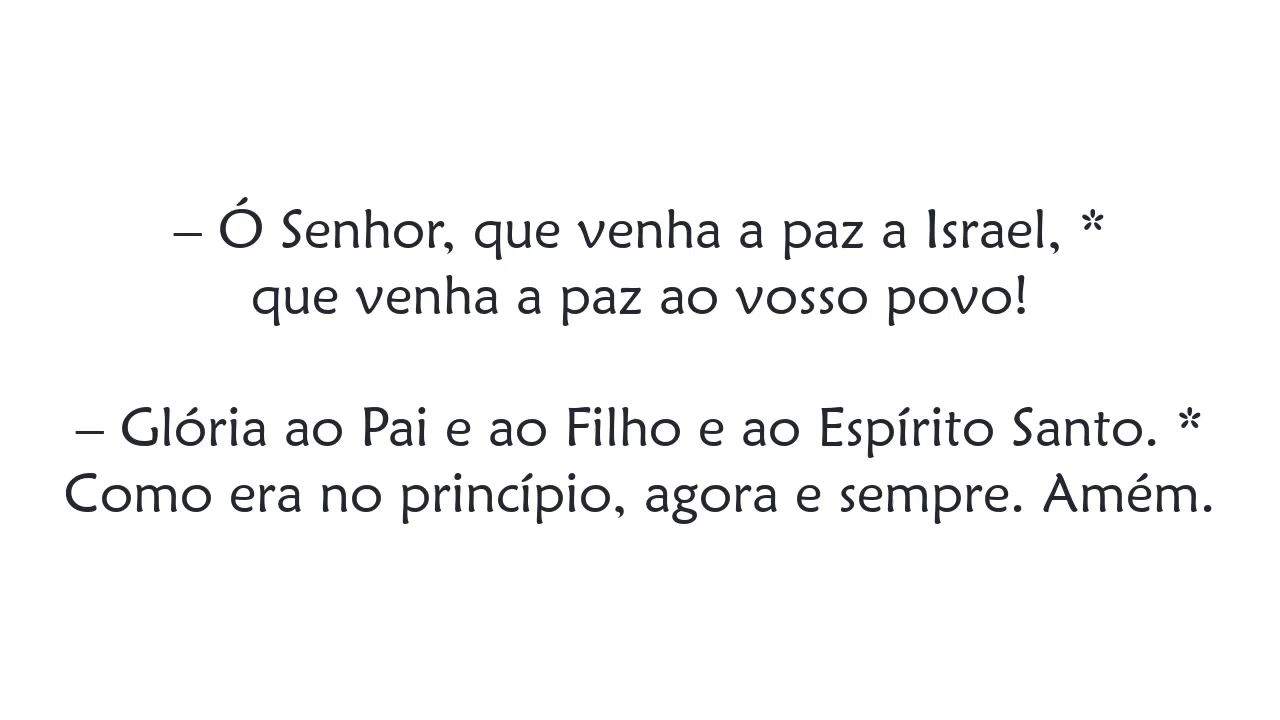 – Ó Senhor, que venha a paz a Israel, *
que venha a paz ao vosso povo!
– Glória ao Pai e ao Filho e ao Espírito Santo. *
Como era no princípio, agora e sempre. Amém.